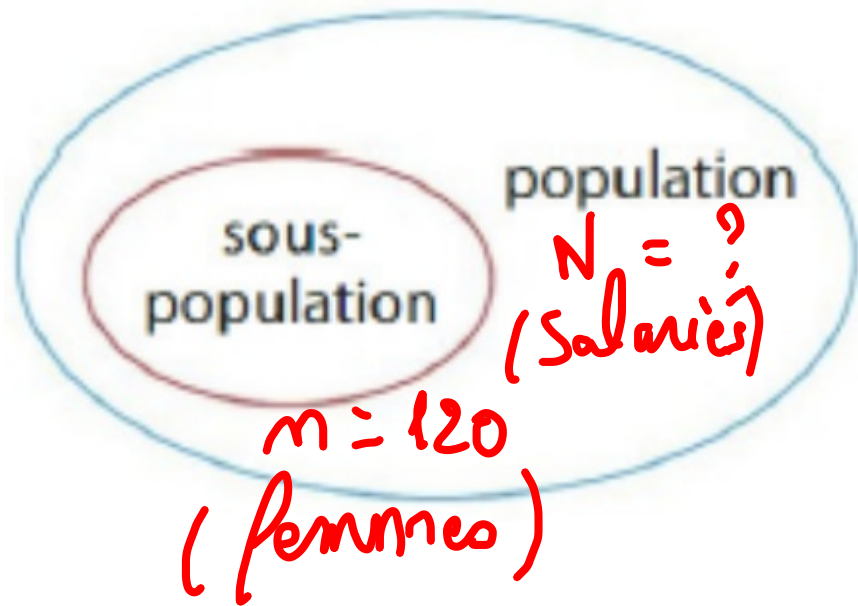 sous-
population
population
N = ?
(Salariés)
n = 120
(femmes)